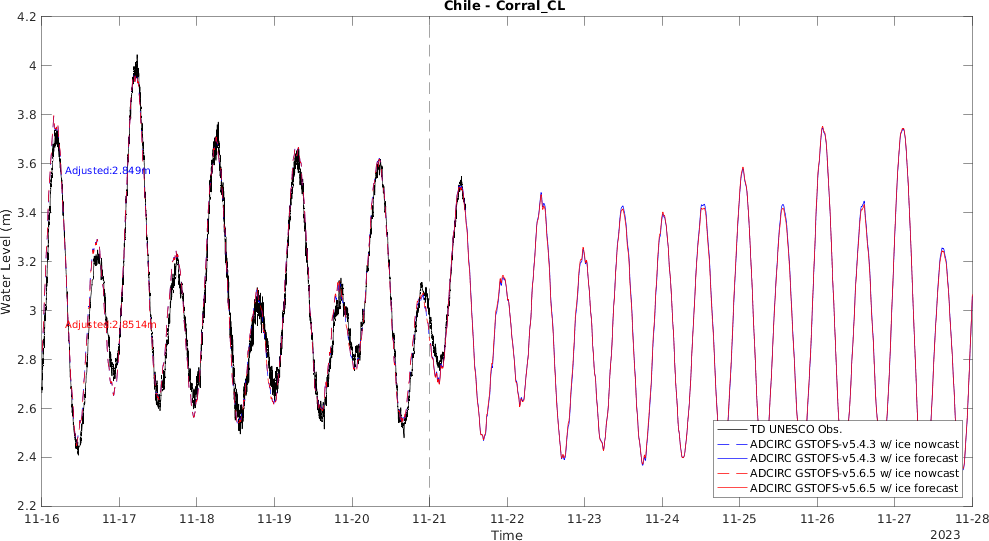 Chile - Corral_CL
4.2
4
3.8
3.6
3.4
3.2
3
2.8
2.6
2.4
2.2
Water Level (m)
Adjusted:2.849m
Adjusted:2.8514m
TD UNESCO Obs.
ADCIRC GSTOFS-v5.4.3 w/ ice nowcast
ADCIRC GSTOFS-v5.4.3 w/ ice forecast
ADCIRC GSTOFS-v5.6.5 w/ ice nowcast
ADCIRC GSTOFS-v5.6.5 w/ ice forecast
11-16 11-17 11-18 11-19 11-20 11-21 11-22 11-23 11-24 11-25 11-26 11-27 11-28
Time
2023